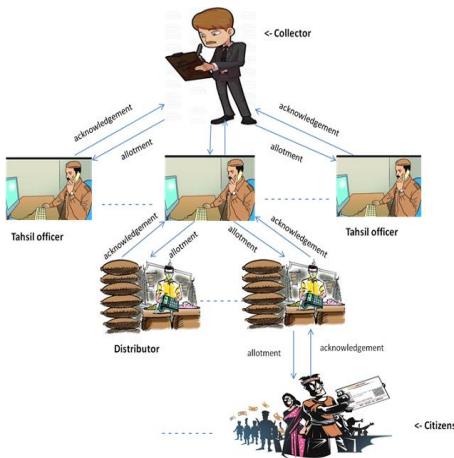 <- Collector
acknowledgement
allotment
allotment
acknowledgement
Tahsil officer
Tahsil officer
acknowledgement
allotment
allotment
acknowledgement
Distributor
allotment
acknowledgement
<- Citizens